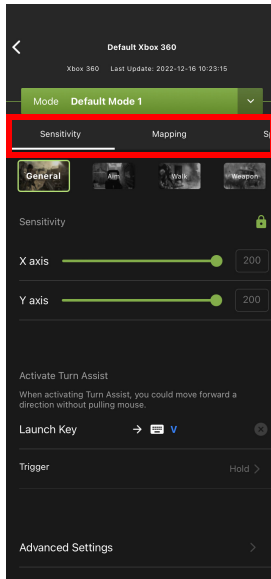 Default Xbox 360
Xbox 360 Last Update: 2022-12-16 10:23:15
Mode Default Mode 1
Sensitivity Mapping Sp
General Aim Walk Weapon
Sensitivity
X axis 200
Y axis 200
Activate Turn Assist
When activating Turn Assist, you could move forward a
direction without pulling mouse.
Launch Key → V
Trigger Hold >
Advanced Settings >